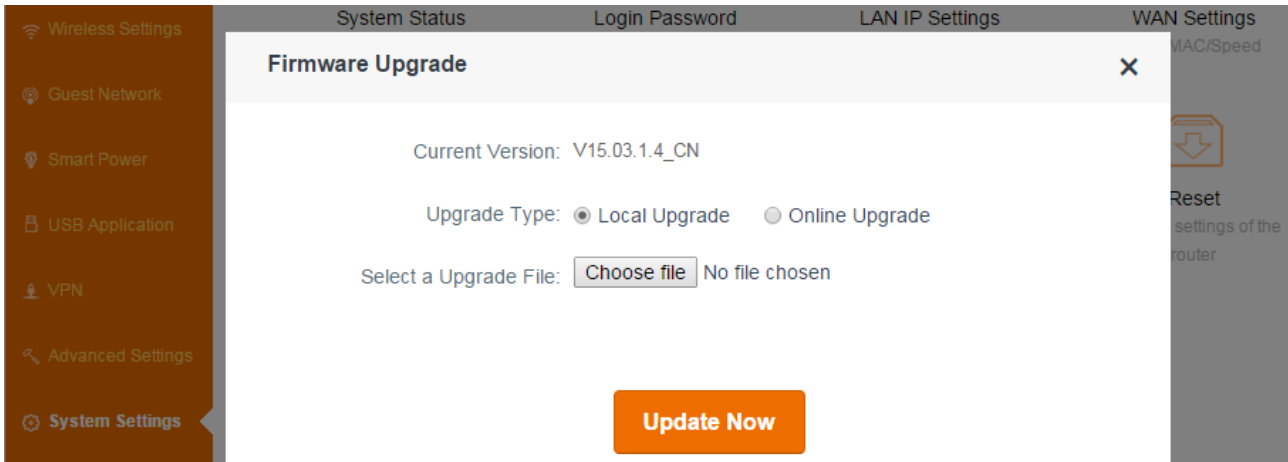 Wireless Settings
Guest Network
Smart Power
USB Application
VPN
Advanced Settings
System Settings
System Status
Login Password
LAN IP Settings
WAN Settings
MAC/Speed
Firmware Upgrade
×
Current Version: V15.03.1.4_CN
Upgrade Type: Local Upgrade Online Upgrade
Select a Upgrade File: Choose file No file chosen
Update Now
Reset
settings of the
router